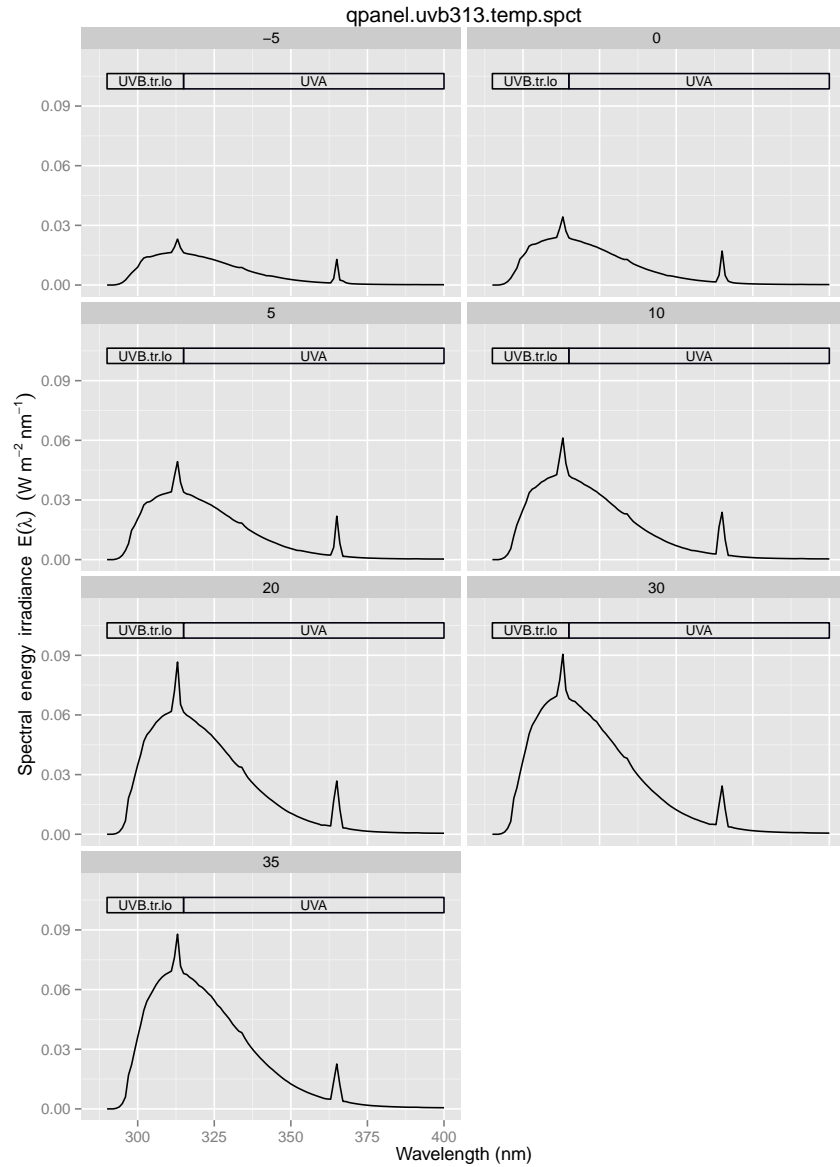 qpanel.uvb313.temp.spct
−5
0
UVB.tr.lo UVA
UVB.tr.lo UVA
0.09
0.06
0.03
0.00
5
10
UVB.tr.lo UVA
UVB.tr.lo UVA
0.09
0.06
0.03
0.00
20
30
UVB.tr.lo UVA
UVB.tr.lo UVA
0.09
0.06
0.03
0.00
35
UVB.tr.lo UVA
0.09
0.06
0.03
0.00
300 325 350 375 400
Wavelength (nm)
Spectral energy irradiance E(λ) (W m⁻² nm⁻¹)